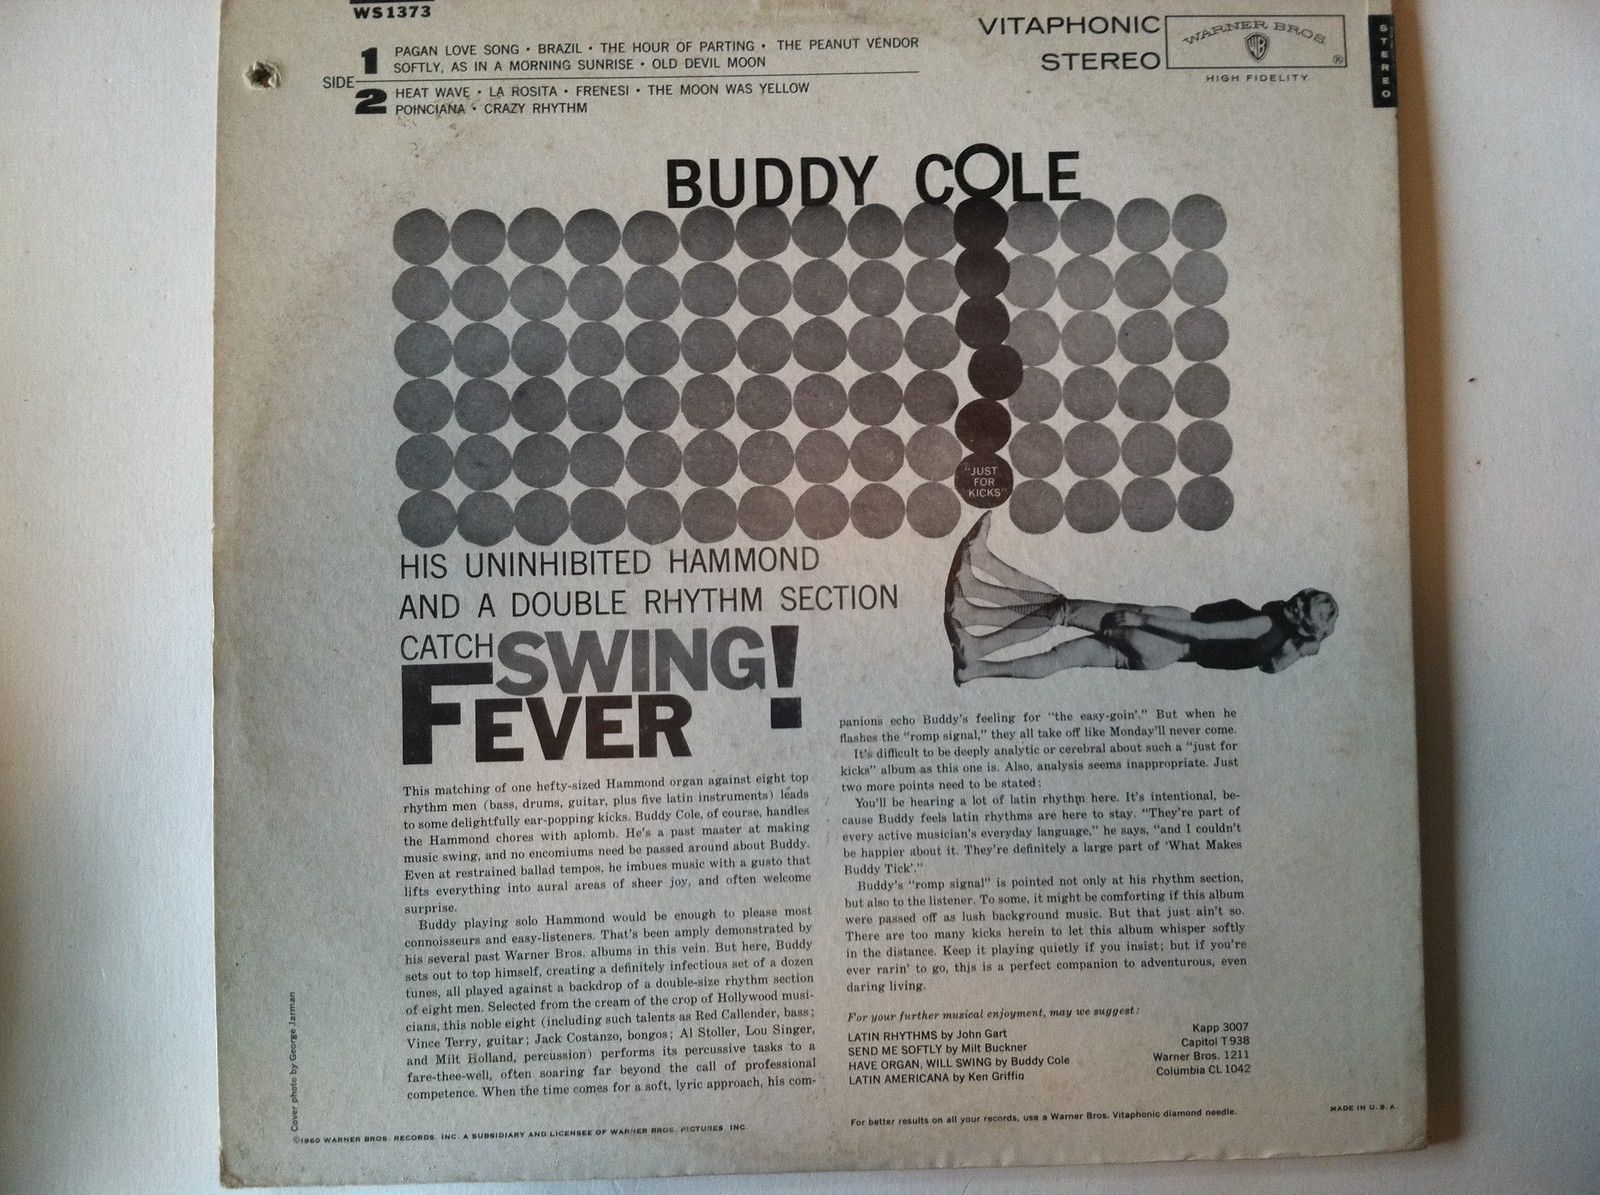 WS1373
SIDE
1
PAGAN LOVE SONG • BRAZIL • THE HOUR OF PARTING • THE PEANUT VENDOR
SOFTLY, AS IN A MORNING SUNRISE • OLD DEVIL MOON
2
HEAT WAVE • LA ROSITA • FRENESI • THE MOON WAS YELLOW
POINCIANA • CRAZY RHYTHM
VITAPHONIC
STEREO
WARNER BROS.
WB
®
HIGH FIDELITY
STEREO
BUDDY COLE
"JUST
FOR
KICKS"
HIS UNINHIBITED HAMMOND
AND A DOUBLE RHYTHM SECTION
CATCH SWING
FEVER!
This matching of one hefty-sized Hammond organ against eight top
rhythm men (bass, drums, guitar, plus five latin instruments) leads
to some delightfully ear-popping kicks. Buddy Cole, of course, handles
the Hammond chores with aplomb. He's a past master at making
music swing, and no encomiums need be passed around about Buddy.
Even at restrained ballad tempos, he imbues music with a gusto that
lifts everything into aural areas of sheer joy, and often welcome
surprise.
Buddy playing solo Hammond would be enough to please most
connoisseurs and easy-listeners. That's been amply demonstrated by
his several past Warner Bros. albums in this vein. But here, Buddy
sets out to top himself, creating a definitely infectious set of a dozen
tunes, all played against a backdrop of a double-size rhythm section
of eight men. Selected from the cream of the crop of Hollywood musi-
cians, this noble eight (including such talents as Red Callender, bass;
Vince Terry, guitar; Jack Costanzo, bongos; Al Stoller, Lou Singer,
and Milt Holland, percussion) performs its percussive tasks to a
fare-thee-well, often soaring far beyond the call of professional
competence. When the time comes for a soft, lyric approach, his com-
panions echo Buddy's feeling for "the easy-goin'." But when he
flashes the "romp signal," they all take off like Monday'll never come.
It's difficult to be deeply analytic or cerebral about such a "just for
kicks" album as this one is. Also, analysis seems inappropriate. Just
two more points need to be stated:
You'll be hearing a lot of latin rhythm here. It's intentional, be-
cause Buddy feels latin rhythms are here to stay. "They're part of
every active musician's everyday language," he says, "and I couldn't
be happier about it. They're definitely a large part of 'What Makes
Buddy Tick'."
Buddy's "romp signal" is pointed not only at his rhythm section,
but also to the listener. To some, it might be comforting if this album
were passed off as lush background music. But that just ain't so.
There are too many kicks herein to let this album whisper softly
in the distance. Keep it playing quietly if you insist; but if you're
ever rarin' to go, this is a perfect companion to adventurous, even
daring living.
For your further musical enjoyment, may we suggest:
LATIN RHYTHMS by John Gart Kapp 3007
SEND ME SOFTLY by Milt Buckner Capitol T 938
HAVE ORGAN, WILL SWING by Buddy Cole Warner Bros. 1211
LATIN AMERICANA by Ken Griffin Columbia CL 1042
For better results on all your records, use a Warner Bros. Vitaphonic diamond needle.
MADE IN U.S.A.
Cover photo by George Jarman
©1960 WARNER BROS. RECORDS, INC. A SUBSIDIARY AND LICENSEE OF WARNER BROS. PICTURES, INC